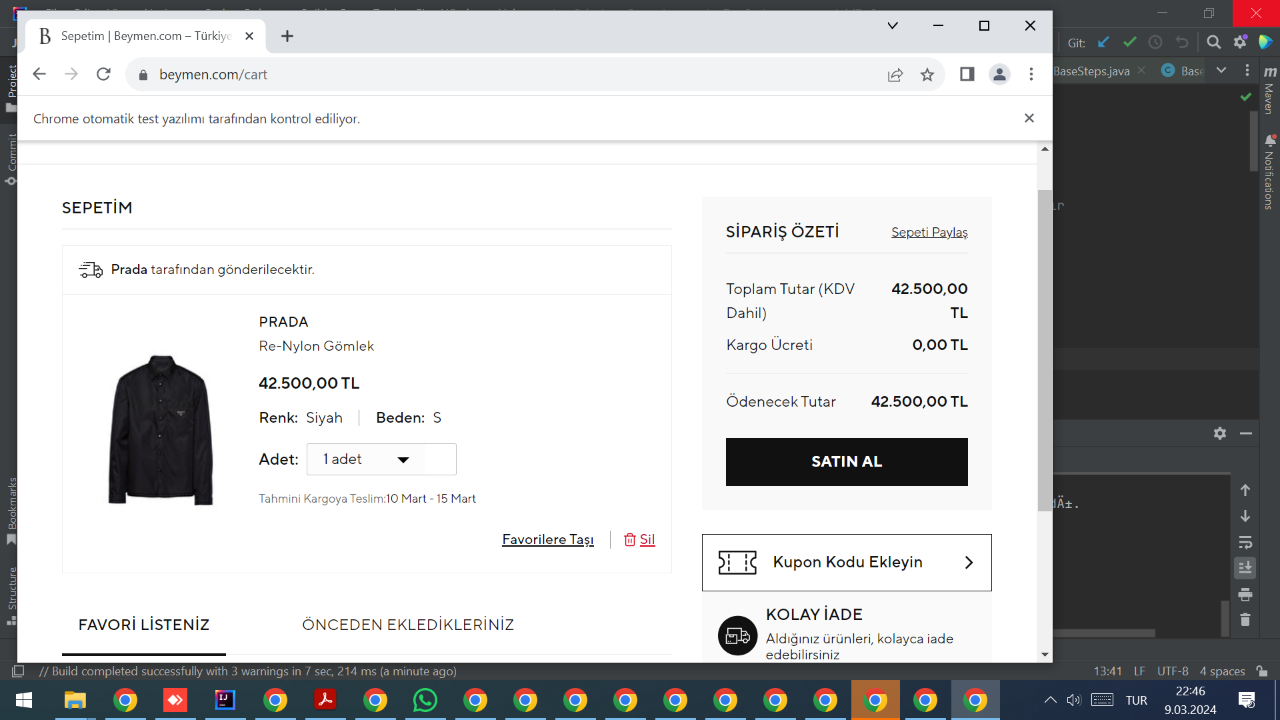 B Sepetim | Beymen.com – Türkiye
beymen.com/cart
Chrome otomatik test yazılımı tarafından kontrol ediliyor.
SEPETİM
Prada tarafından gönderilecektir.
PRADA
Re-Nylon Gömlek
42.500,00 TL
Renk: Siyah
Beden: S
Adet: 1 adet
Tahmini Kargoya Teslim:10 Mart - 15 Mart
Favorilere Taşı
Sil
FAVORİ LİSTENİZ
ÖNCEDEN EKLEDİKLERİNİZ
SİPARİŞ ÖZETİ
Sepeti Paylaş
Toplam Tutar (KDV 42.500,00
Dahil) TL
Kargo Ücreti 0,00 TL
Ödenecek Tutar 42.500,00 TL
SATIN AL
Kupon Kodu Ekleyin
KOLAY İADE
Aldığınız ürünleri, kolayca iade
edebilirsiniz
Project
Commit
Bookmarks
Structure
Git:
BaseSteps.java
Base
m
Maven
Notifications
dÄ±.
// Build completed successfully with 3 warnings in 7 sec, 214 ms (a minute ago)
13:41 LF UTF-8 4 spaces
TUR
22:46
9.03.2024